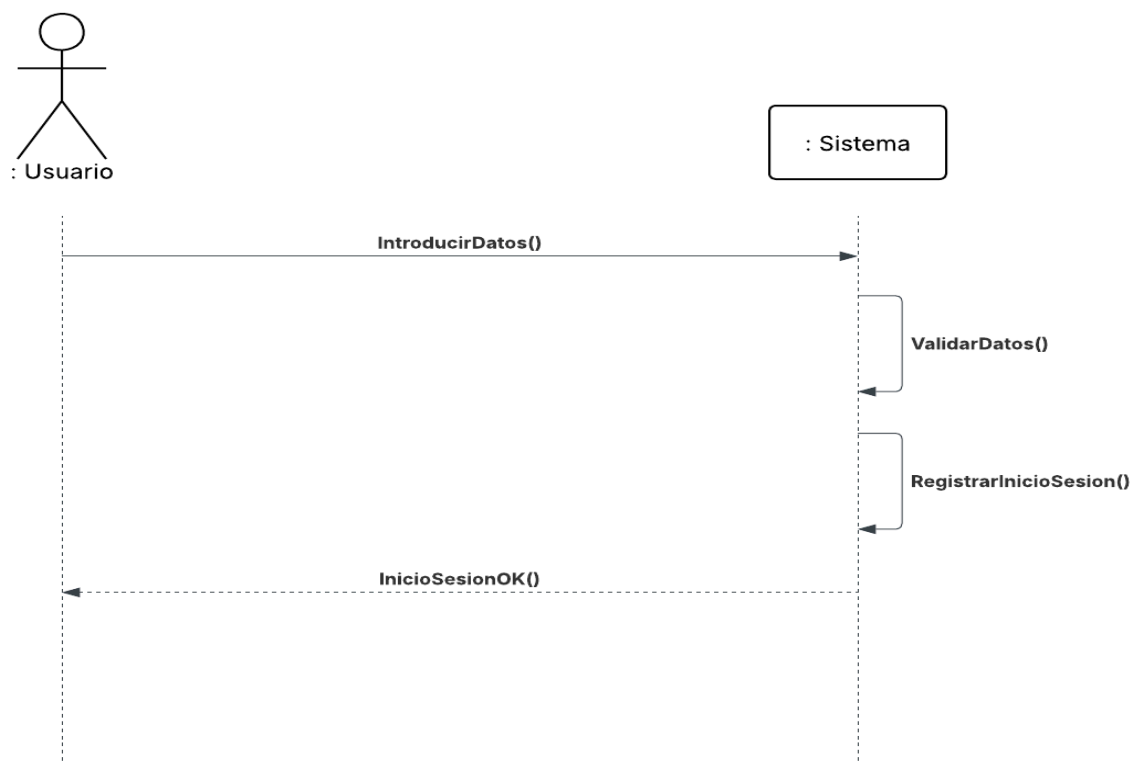 : Usuario
: Sistema
IntroducirDatos()
ValidarDatos()
RegistrarInicioSesion()
InicioSesionOK()